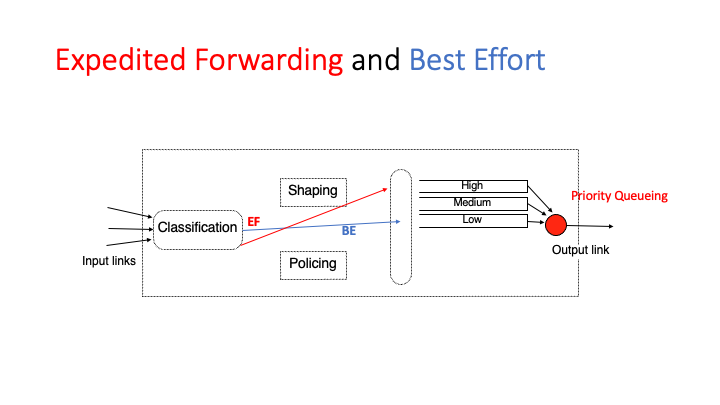 Expedited Forwarding and Best Effort
Shaping
High
Medium
Low
Priority Queueing
Classification
EF
BE
Output link
Input links
Policing